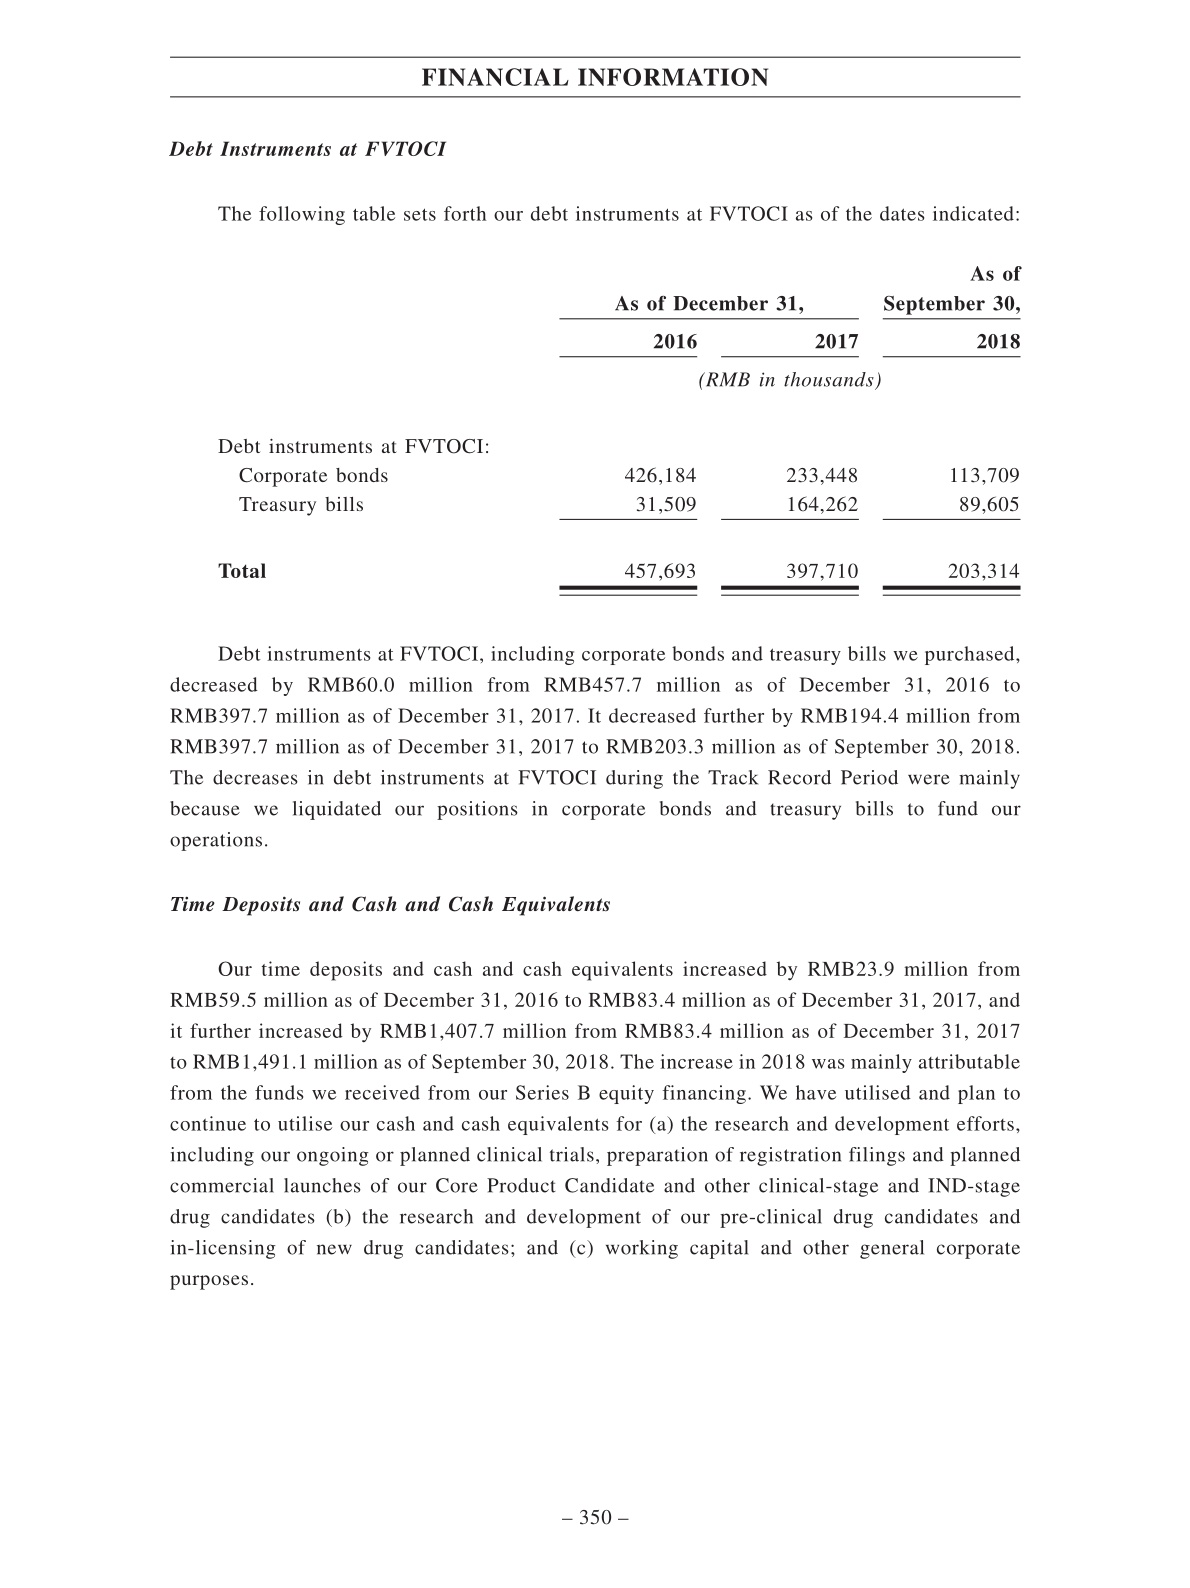 FINANCIAL INFORMATION
Debt Instruments at FVTOCI
The following table sets forth our debt instruments at FVTOCI as of the dates indicated:
As of
As of December 31, September 30,
2016 2017 2018
(RMB in thousands)
Debt instruments at FVTOCI:
Corporate bonds 426,184 233,448 113,709
Treasury bills 31,509 164,262 89,605
Total 457,693 397,710 203,314
Debt instruments at FVTOCI, including corporate bonds and treasury bills we purchased,
decreased by RMB60.0 million from RMB457.7 million as of December 31, 2016 to
RMB397.7 million as of December 31, 2017. It decreased further by RMB194.4 million from
RMB397.7 million as of December 31, 2017 to RMB203.3 million as of September 30, 2018.
The decreases in debt instruments at FVTOCI during the Track Record Period were mainly
because we liquidated our positions in corporate bonds and treasury bills to fund our
operations.
Time Deposits and Cash and Cash Equivalents
Our time deposits and cash and cash equivalents increased by RMB23.9 million from
RMB59.5 million as of December 31, 2016 to RMB83.4 million as of December 31, 2017, and
it further increased by RMB1,407.7 million from RMB83.4 million as of December 31, 2017
to RMB1,491.1 million as of September 30, 2018. The increase in 2018 was mainly attributable
from the funds we received from our Series B equity financing. We have utilised and plan to
continue to utilise our cash and cash equivalents for (a) the research and development efforts,
including our ongoing or planned clinical trials, preparation of registration filings and planned
commercial launches of our Core Product Candidate and other clinical-stage and IND-stage
drug candidates (b) the research and development of our pre-clinical drug candidates and
in-licensing of new drug candidates; and (c) working capital and other general corporate
purposes.
– 350 –